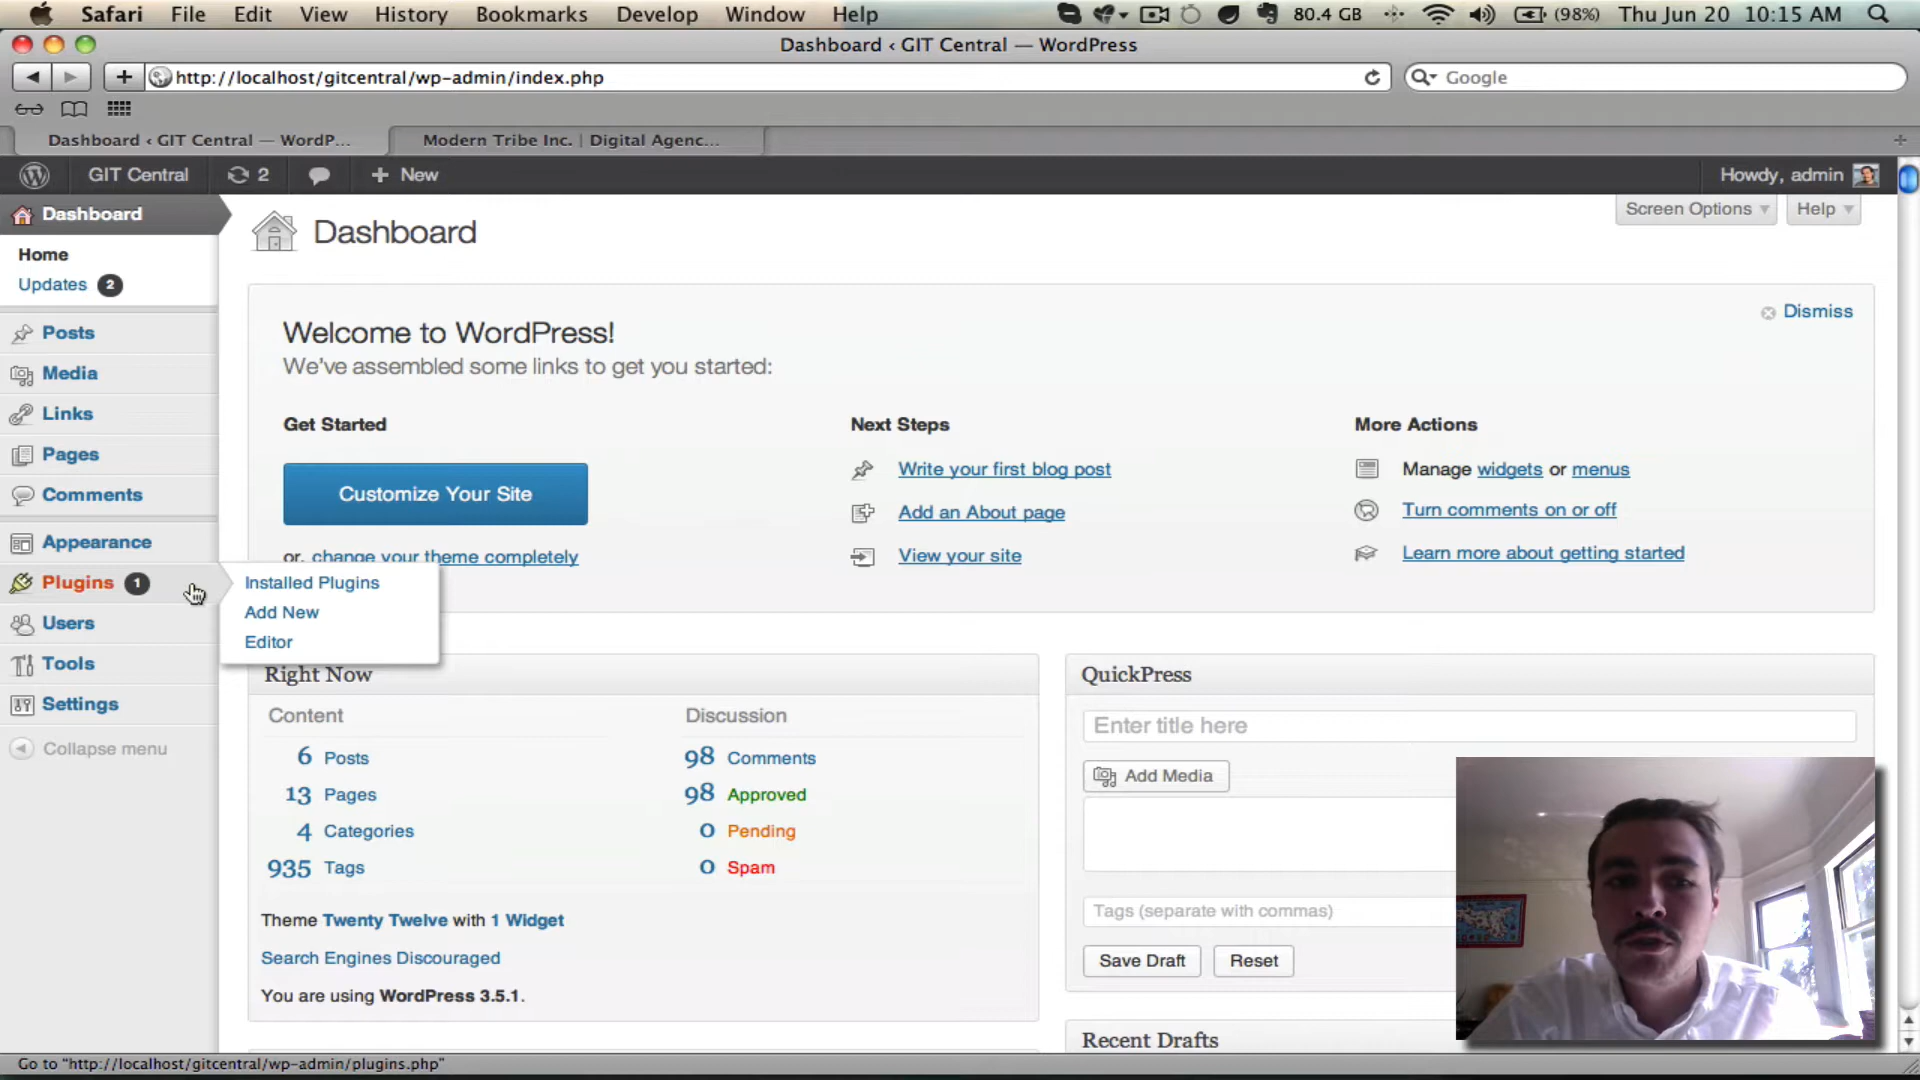 Safari File Edit View History Bookmarks Develop Window Help 80.4 GB (98%) Thu Jun 20 10:15 AM
Dashboard ‹ GIT Central — WordPress
http://localhost/gitcentral/wp-admin/index.php Google
Dashboard ‹ GIT Central — WordP... Modern Tribe Inc. | Digital Agenc...
GIT Central 2 + New Howdy, admin
Dashboard
Home
Updates 2
Posts
Media
Links
Pages
Comments
Appearance
Plugins 1
Users
Tools
Settings
Collapse menu
Installed Plugins
Add New
Editor
Dashboard
Screen Options Help
Welcome to WordPress!
Dismiss
We've assembled some links to get you started:
Get Started
Customize Your Site
or, change your theme completely
Next Steps
Write your first blog post
Add an About page
View your site
More Actions
Manage widgets or menus
Turn comments on or off
Learn more about getting started
Right Now
Content
6 Posts
13 Pages
4 Categories
935 Tags
Discussion
98 Comments
98 Approved
0 Pending
0 Spam
Theme Twenty Twelve with 1 Widget
Search Engines Discouraged
You are using WordPress 3.5.1.
QuickPress
Enter title here
Add Media
Tags (separate with commas)
Save Draft Reset
Recent Drafts
Go to "http://localhost/gitcentral/wp-admin/plugins.php"